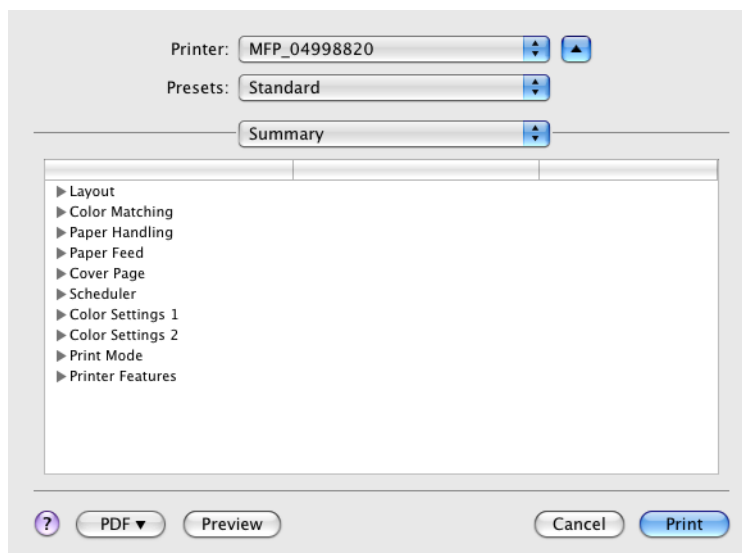 Printer: MFP_04998820
Presets: Standard
Summary
Layout
Color Matching
Paper Handling
Paper Feed
Cover Page
Scheduler
Color Settings 1
Color Settings 2
Print Mode
Printer Features
? PDF ▼ Preview Cancel Print